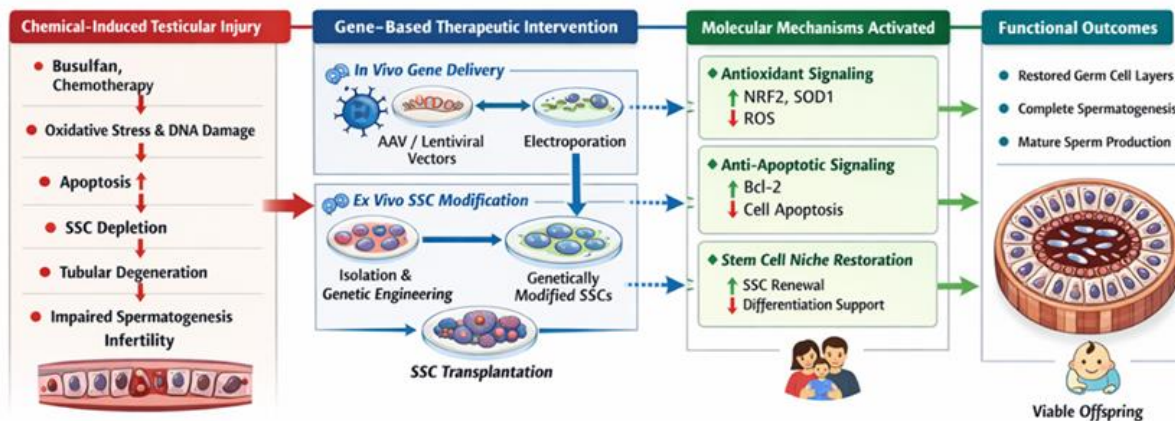 Chemical-Induced Testicular Injury
Busulfan,
Chemotherapy
Oxidative Stress & DNA Damage
Apoptosis
SSC Depletion
Tubular Degeneration
Impaired Spermatogenesis
Infertility
Gene-Based Therapeutic Intervention
In Vivo Gene Delivery
AAV / Lentiviral
Vectors
Electroporation
Ex Vivo SSC Modification
Isolation &
Genetic Engineering
Genetically
Modified SSCs
SSC Transplantation
Molecular Mechanisms Activated
Antioxidant Signaling
NRF2, SOD1
ROS
Anti-Apoptotic Signaling
Bcl-2
Cell Apoptosis
Stem Cell Niche Restoration
SSC Renewal
Differentiation Support
Functional Outcomes
Restored Germ Cell Layers
Complete Spermatogenesis
Mature Sperm Production
Viable Offspring